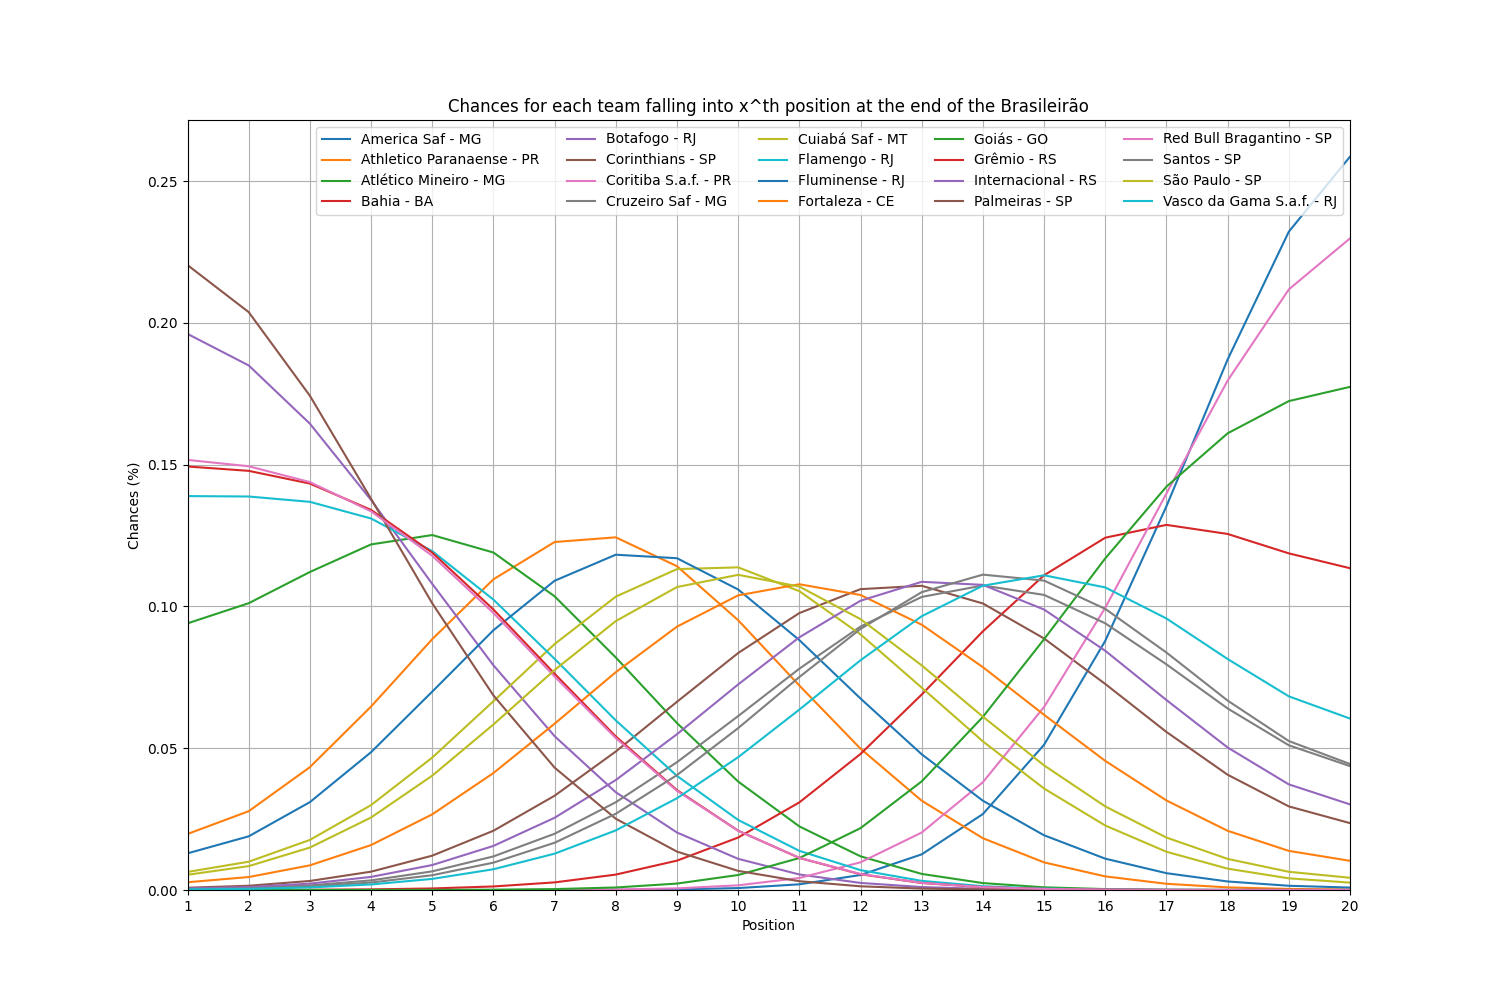 Chances for each team falling into x^th position at the end of the Brasileirão
America Saf - MG
Athletico Paranaense - PR
Atlético Mineiro - MG
Bahia - BA
Botafogo - RJ
Corinthians - SP
Coritiba S.a.f. - PR
Cruzeiro Saf - MG
Cuiabá Saf - MT
Flamengo - RJ
Fluminense - RJ
Fortaleza - CE
Goiás - GO
Grêmio - RS
Internacional - RS
Palmeiras - SP
Red Bull Bragantino - SP
Santos - SP
São Paulo - SP
Vasco da Gama S.a.f. - RJ
Chances (%)
0.25
0.20
0.15
0.10
0.05
0.00
1 2 3 4 5 6 7 8 9 10 11 12 13 14 15 16 17 18 19 20
Position